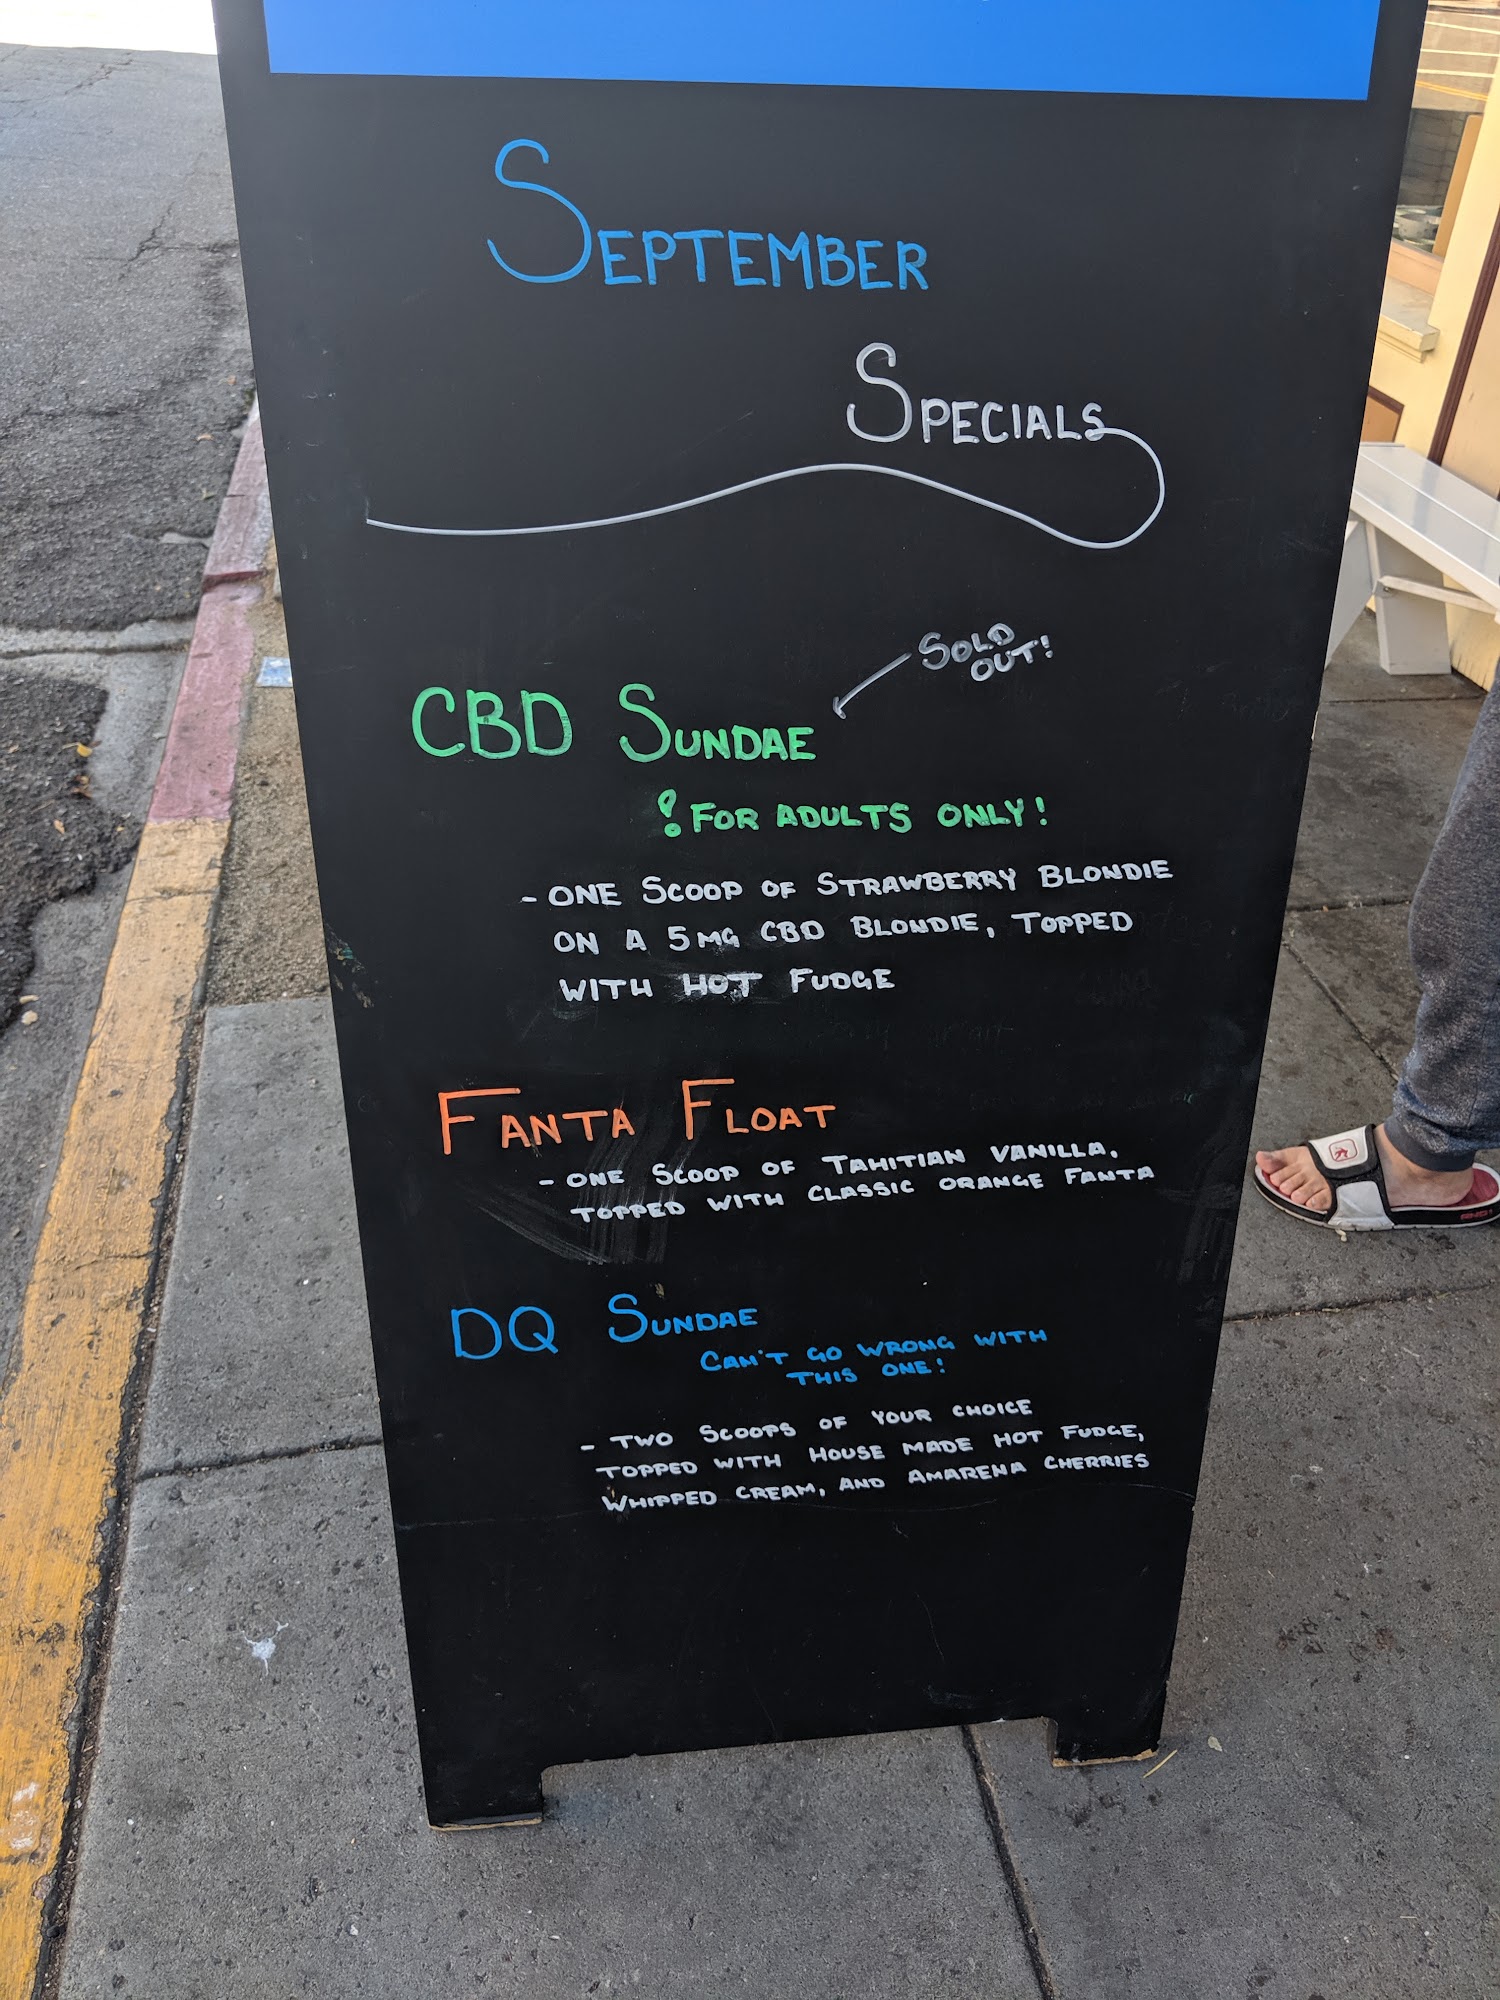 SEPTEMBER
SPECIALS
SOLD
OUT!
CBD SUNDAE
! FOR ADULTS ONLY!
- ONE SCOOP OF STRAWBERRY BLONDIE
ON A 5MG CBD BLONDIE, TOPPED
WITH HOT FUDGE
FANTA FLOAT
- ONE SCOOP OF TAHITIAN VANILLA,
TOPPED WITH CLASSIC ORANGE FANTA
DQ SUNDAE
CAN'T GO WRONG WITH
THIS ONE!
- TWO SCOOPS OF YOUR CHOICE
TOPPED WITH HOUSE MADE HOT FUDGE,
WHIPPED CREAM, AND AMARENA CHERRIES